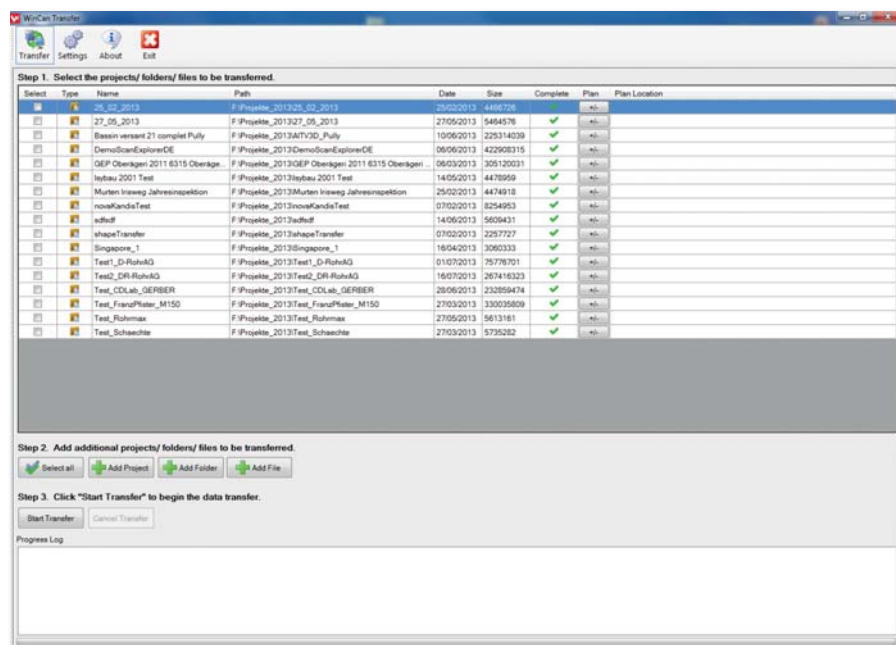 WinCan Transfer
Transfer Settings About Exit
Step 1. Select the projects/ folders/ files to be transferred.
Select Type Name Path Date Size Complete Plan Plan Location
25_02_2013 F:\Projekte_2013\25_02_2013 25/02/2013 4466726 +/-
27_05_2013 F:\Projekte_2013\27_05_2013 27/05/2013 5464576 +/-
Bassin versant 21 complet Pully F:\Projekte_2013\AITV3D_Pully 10/06/2013 225314039 +/-
DemoScanExplorerDE F:\Projekte_2013\DemoScanExplorerDE 06/06/2013 422908315 +/-
GEP Oberägeri 2011 6315 Oberäge... F:\Projekte_2013\GEP Oberägeri 2011 6315 Oberägeri ... 06/03/2013 305120031 +/-
Isybau 2001 Test F:\Projekte_2013\Isybau 2001 Test 14/05/2013 4478959 +/-
Murten Irisweg Jahresinspektion F:\Projekte_2013\Murten Irisweg Jahresinspektion 25/02/2013 4474918 +/-
novaKandisTest F:\Projekte_2013\novaKandisTest 07/02/2013 8254953 +/-
sdfsdf F:\Projekte_2013\sdfsdf 14/06/2013 5609431 +/-
shapeTransfer F:\Projekte_2013\shapeTransfer 07/02/2013 2257727 +/-
Singapore_1 F:\Projekte_2013\Singapore_1 16/04/2013 3060333 +/-
Test1_D-RohrAG F:\Projekte_2013\Test1_D-RohrAG 01/07/2013 75776701 +/-
Test2_DR-RohrAG F:\Projekte_2013\Test2_DR-RohrAG 16/07/2013 267416323 +/-
Test_CDLab_GERBER F:\Projekte_2013\Test_CDLab_GERBER 28/06/2013 232859474 +/-
Test_FranzPfister_M150 F:\Projekte_2013\Test_FranzPfister_M150 27/03/2013 330035809 +/-
Test_Rohrmax F:\Projekte_2013\Test_Rohrmax 27/05/2013 5613161 +/-
Test_Schaechte F:\Projekte_2013\Test_Schaechte 27/03/2013 5735282 +/-
Step 2. Add additional projects/ folders/ files to be transferred.
Select all Add Project Add Folder Add File
Step 3. Click "Start Transfer" to begin the data transfer.
Start Transfer Cancel Transfer
Progress Log